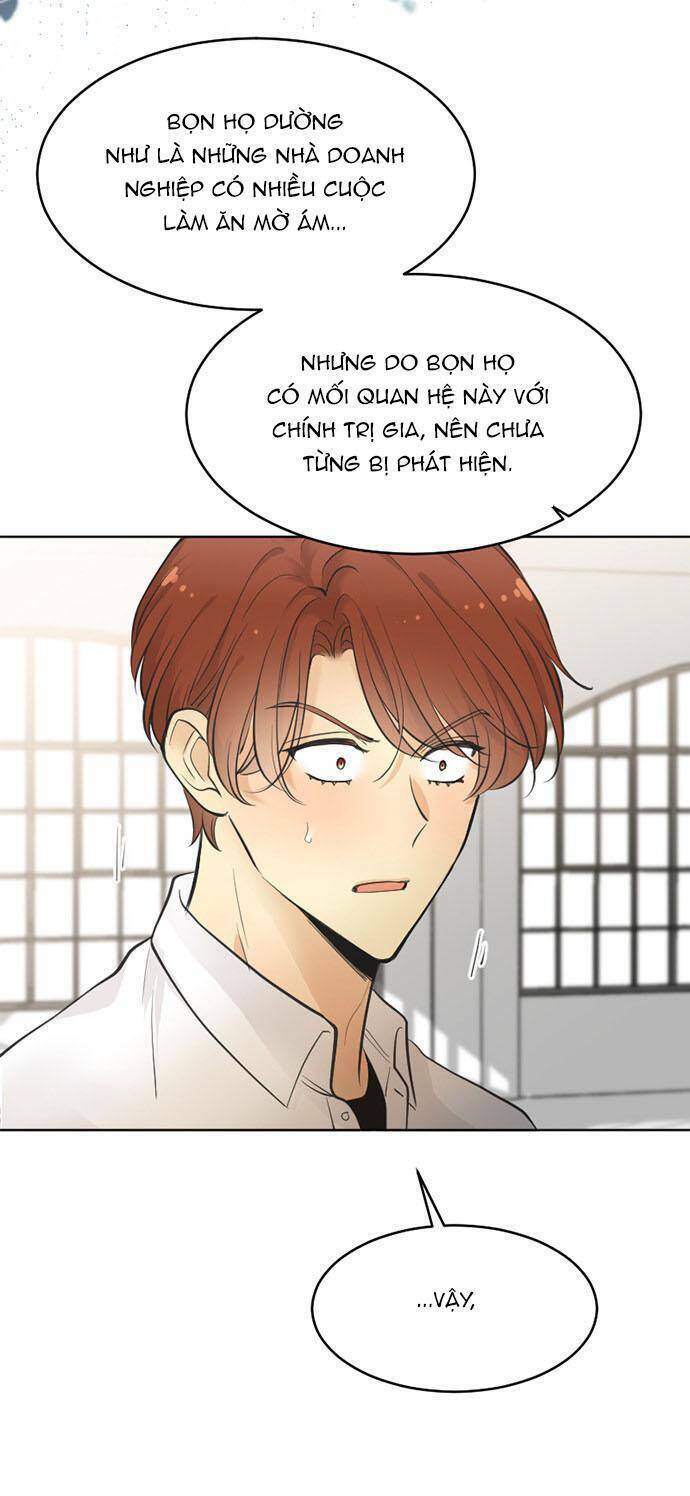 BỌN HỌ DƯỜNG
NHƯ LÀ NHỮNG NHÀ DOANH
NGHIỆP CÓ NHIỀU CUỘC
LÀM ĂN MỜ ÁM...
NHƯNG DO BỌN HỌ
CÓ MỐI QUAN HỆ NÀY VỚI
CHÍNH TRỊ GIA, NÊN CHƯA
TỪNG BỊ PHÁT HIỆN.
...VẬY,